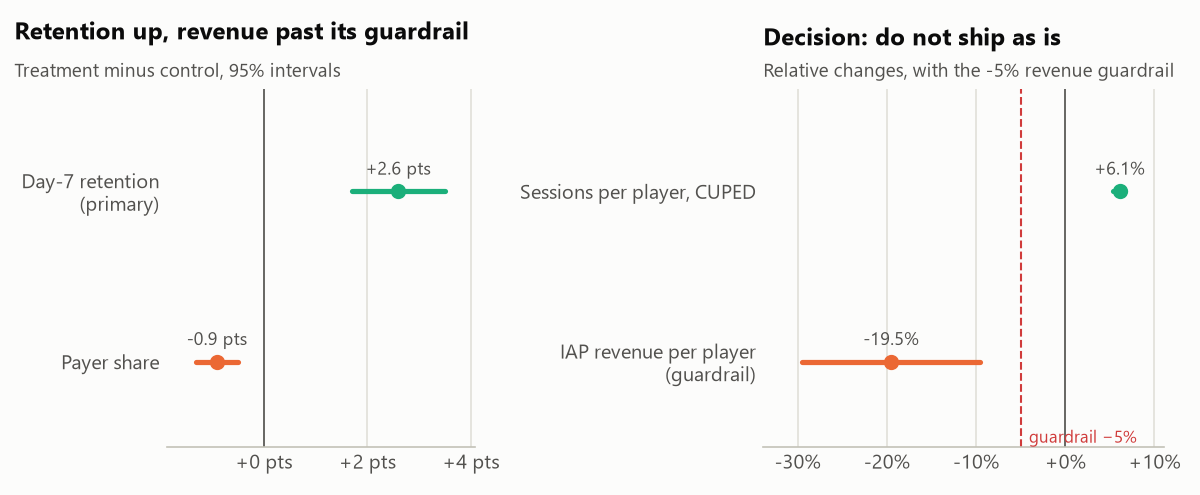 Retention up, revenue past its guardrail
Treatment minus control, 95% intervals
+2.6 pts
Day-7 retention
(primary)
-0.9 pts
Payer share
+0 pts
+2 pts
+4 pts
Decision: do not ship as is
Relative changes, with the -5% revenue guardrail
+6.1%
Sessions per player, CUPED
-19.5%
IAP revenue per player
(guardrail)
guardrail −5%
-30%
-20%
-10%
+0%
+10%